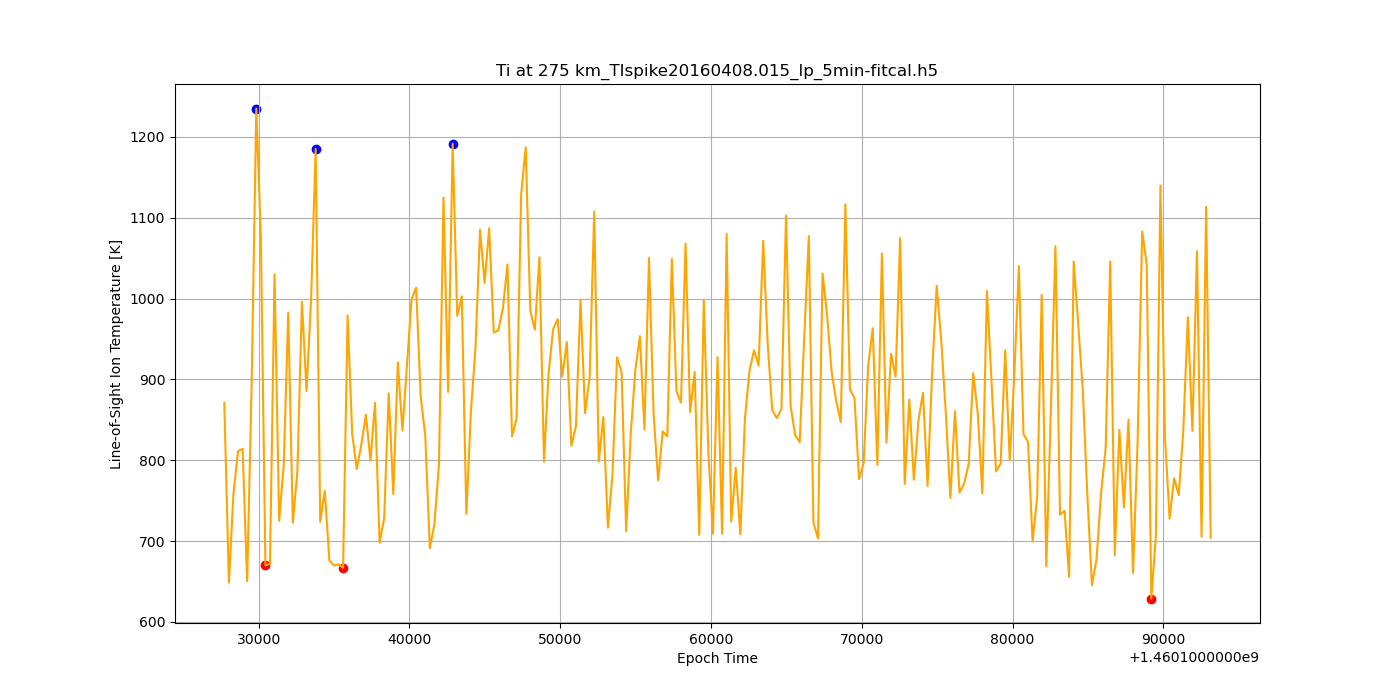 Ti at 275 km_TIspike20160408.015_lp_5min-fitcal.h5
Line-of-Sight Ion Temperature [K]
1200
1100
1000
900
800
700
600
30000 40000 50000 60000 70000 80000 90000
Epoch Time
+1.4601000000e9